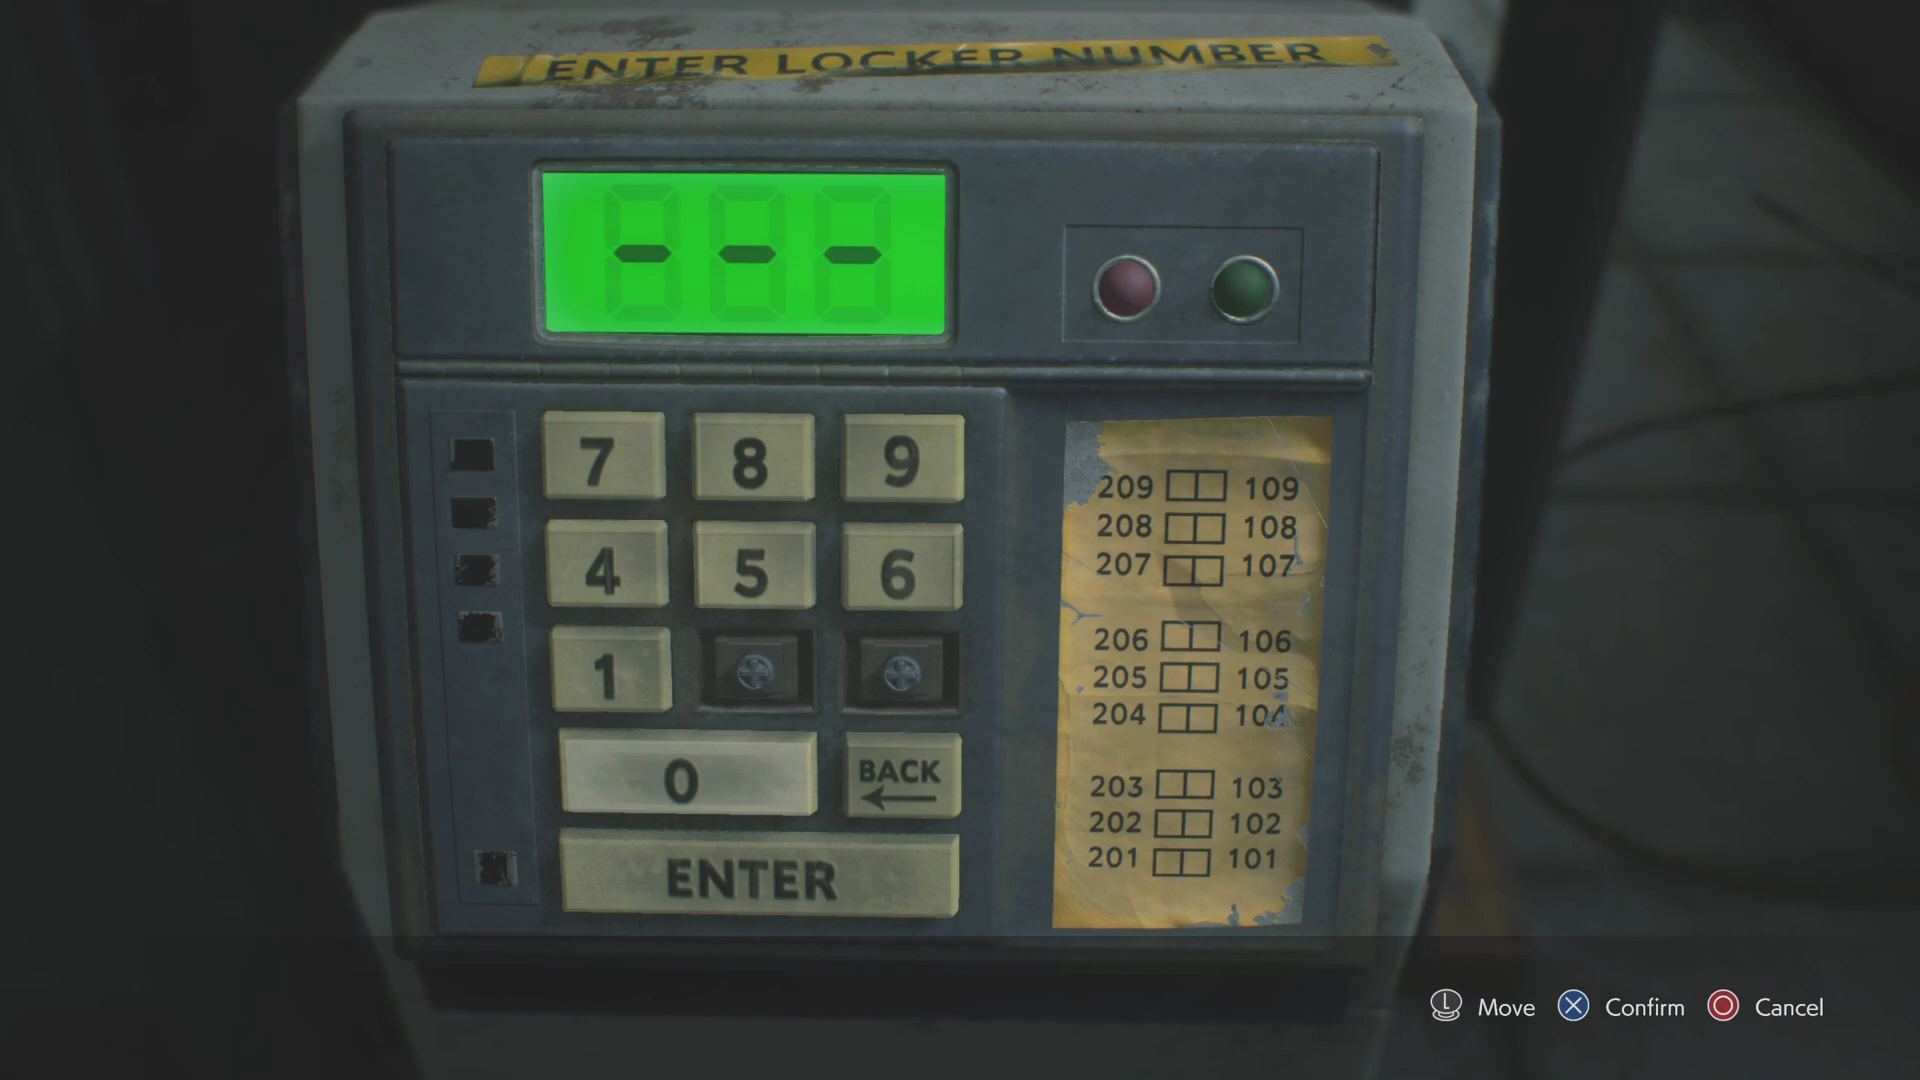 ENTER LOCKER NUMBER
7 8 9
4 5 6
1
0 BACK
ENTER
209 109
208 108
207 107
206 106
205 105
204 104
203 103
202 102
201 101
L Move Confirm Cancel